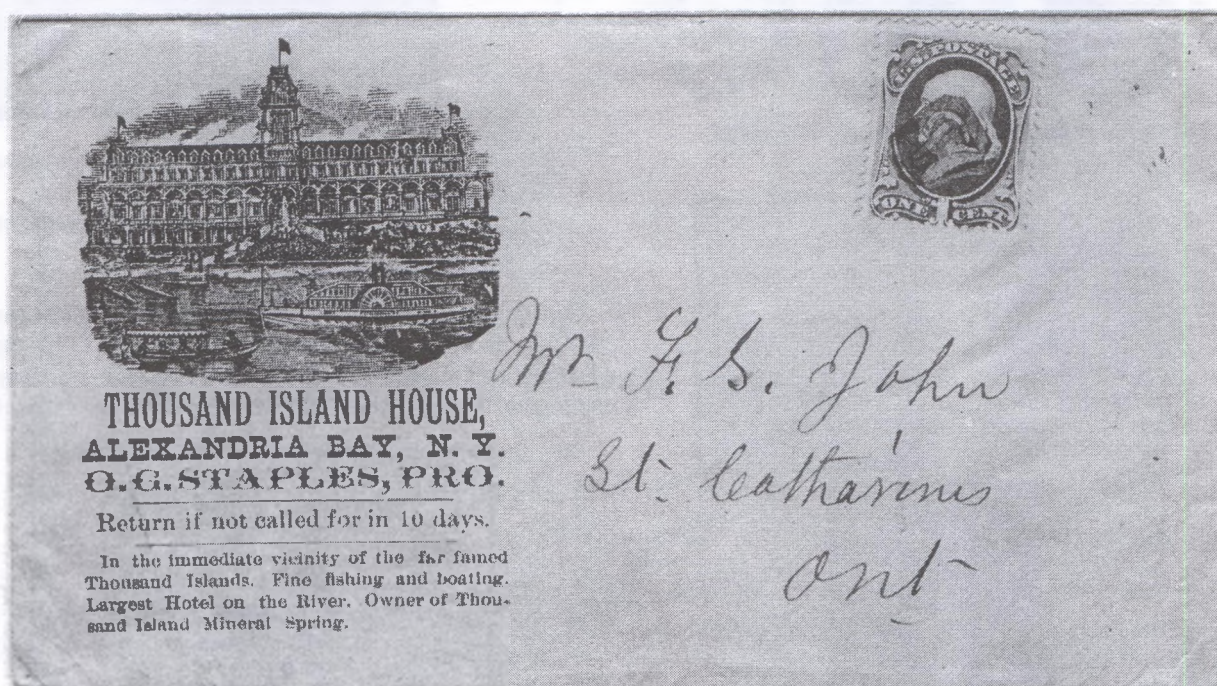 U.S. POSTAGE
ONE CENT
THOUSAND ISLAND HOUSE,
ALEXANDRIA BAY, N. Y.
O. G. STAPLES, PRO.
Return if not called for in 10 days.
In the immediate vicinity of the far famed
Thousand Islands. Fine fishing and boating.
Largest Hotel on the River. Owner of Thou-
sand Island Mineral Spring.
Mr F. S. John
St. Catharines
Ont